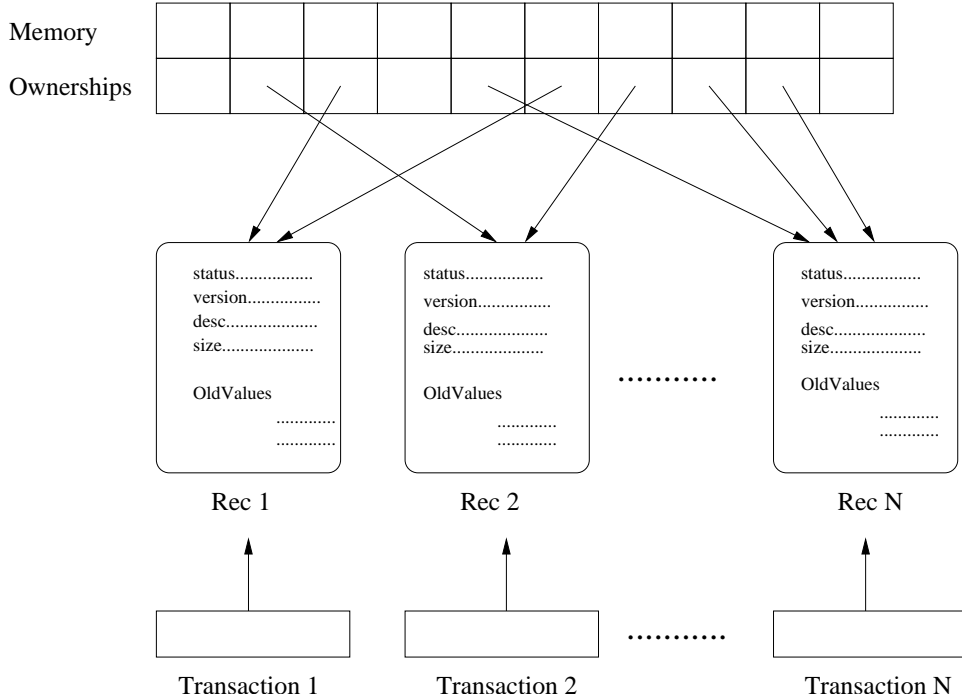 Memory
Ownerships
status.................
version................
desc....................
size....................
OldValues
.............
.............
Rec 1
status.................
version................
desc....................
size....................
OldValues
.............
.............
Rec 2
...........
status.................
version................
desc....................
size....................
OldValues
.............
.............
Rec N
...........
Transaction 1
Transaction 2
Transaction N